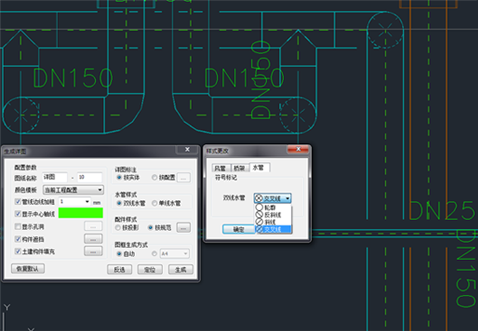 DN150
DN150
DN150
DN25
DN150
生成详图
配置参数
图纸名称 详图 - 10
颜色模板 当前工程配置
管线边线加粗 1 mm
显示中心轴线
显示孔洞 ...
构件遮挡 ...
土建构件填充 ...
恢复默认
详图标注
按实体 按配置 ...
水管样式
双线水管 单线水管
配件样式
按投影 按规范 ...
图框生成方式
自动 A4
反选 定位 生成
样式更改
风管 桥架 水管
符号标记
双线水管 交叉线
轮廓
反斜线
斜线
交叉线
确定
Y